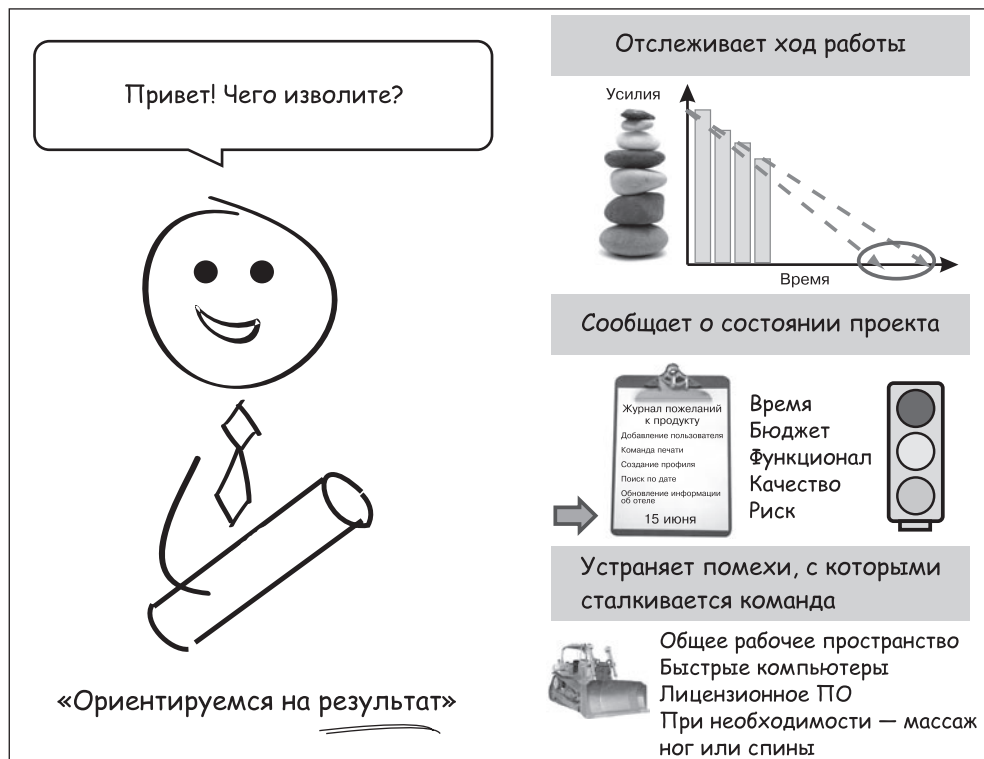 Привет! Чего изволите?
«Ориентируемся на результат»
Отслеживает ход работы
Усилия
Время
Сообщает о состоянии проекта
Журнал пожеланий
к продукту
Добавление пользователя
Команда печати
Создание профиля
Поиск по дате
Обновление информации
об отеле
15 июня
Время
Бюджет
Функционал
Качество
Риск
Устраняет помехи, с которыми
сталкивается команда
Общее рабочее пространство
Быстрые компьютеры
Лицензионное ПО
При необходимости — массаж
ног или спины